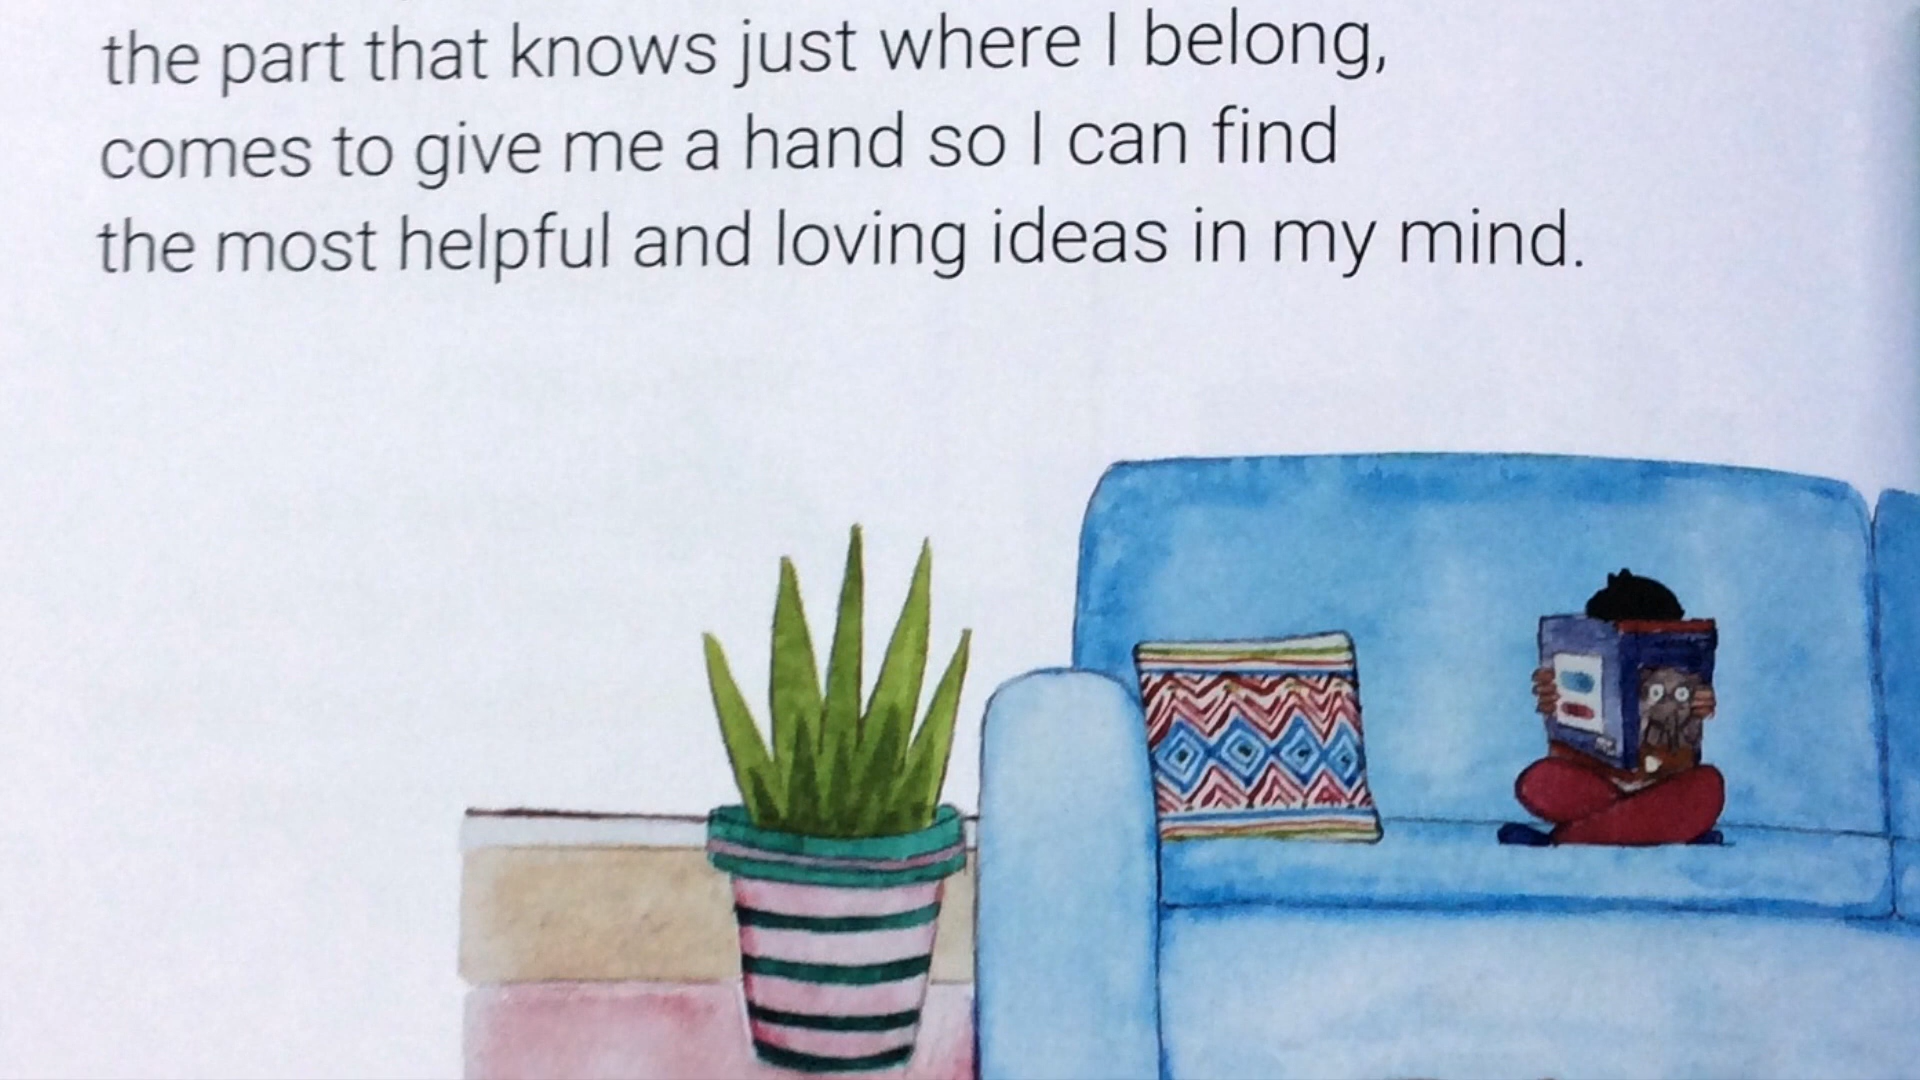 the part that knows just where I belong,
comes to give me a hand so I can find
the most helpful and loving ideas in my mind.